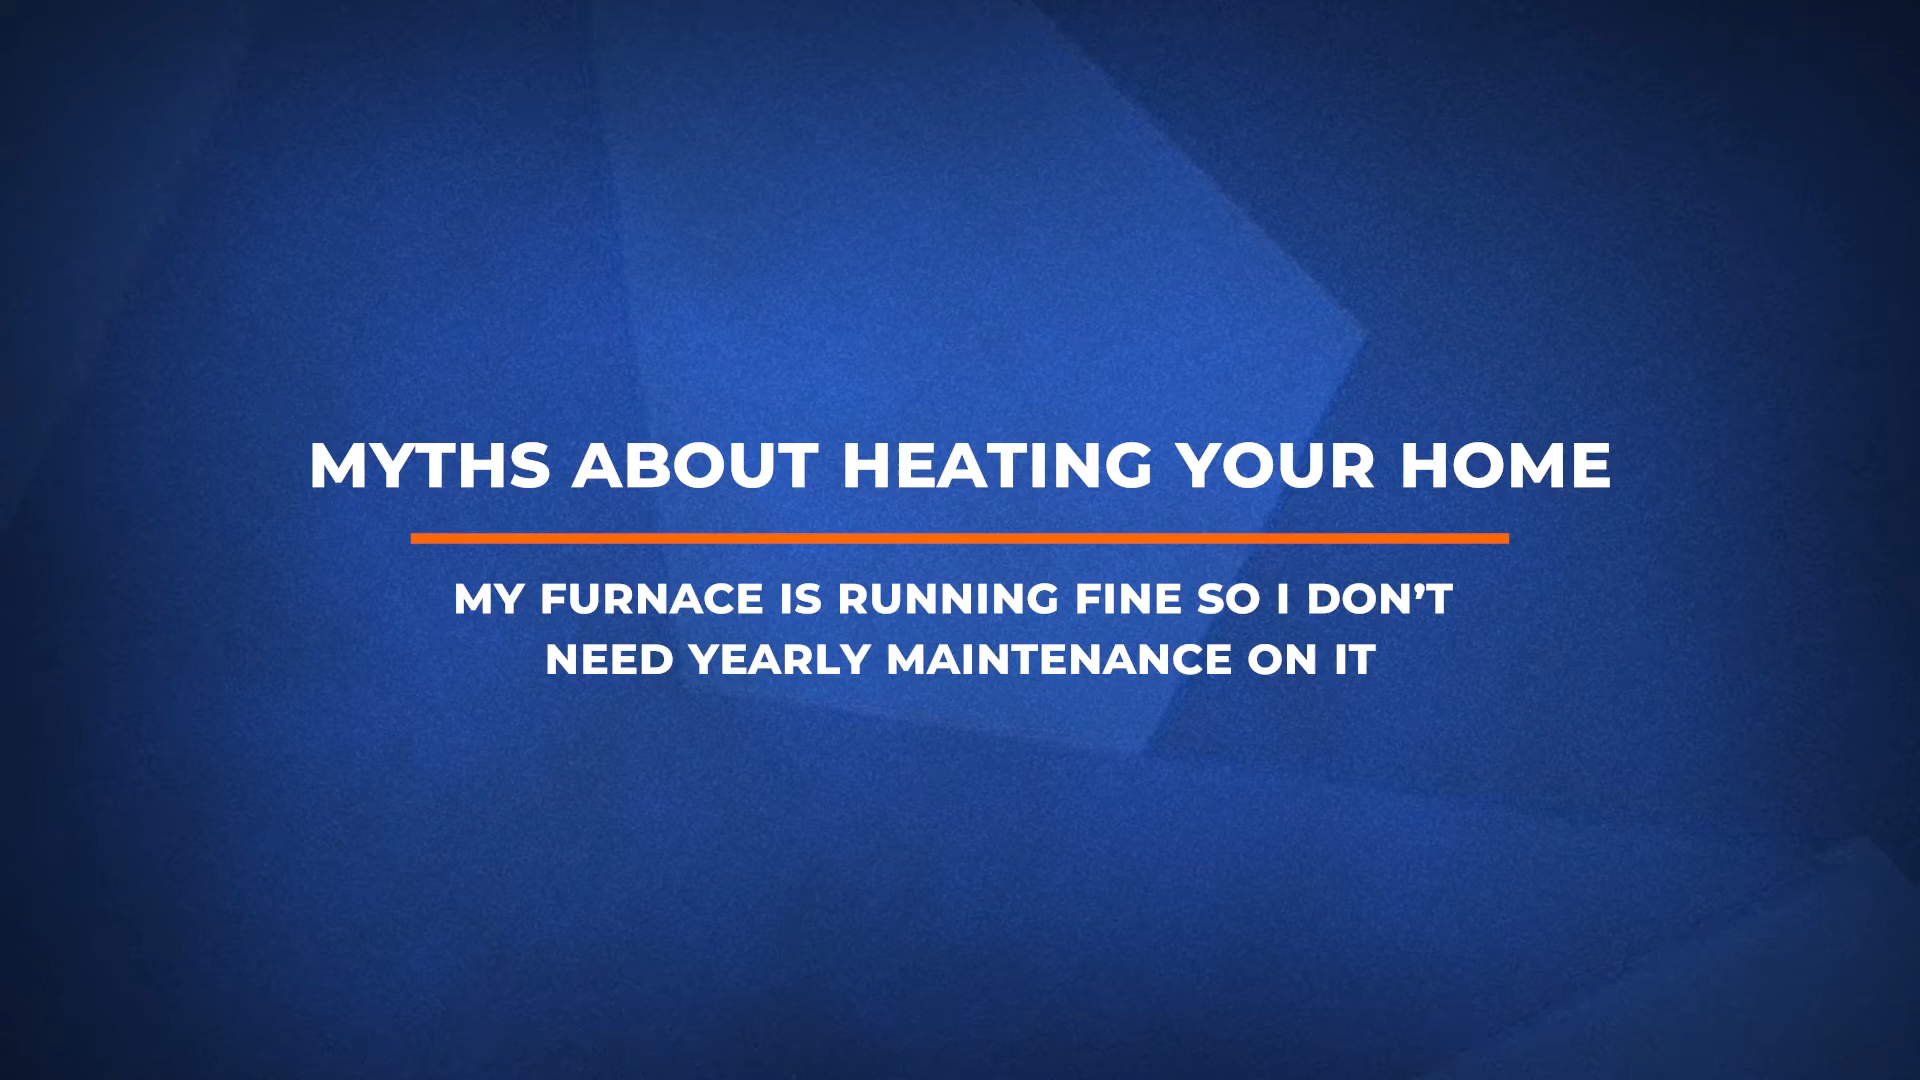 MYTHS ABOUT HEATING YOUR HOME
MY FURNACE IS RUNNING FINE SO I DON’T
NEED YEARLY MAINTENANCE ON IT